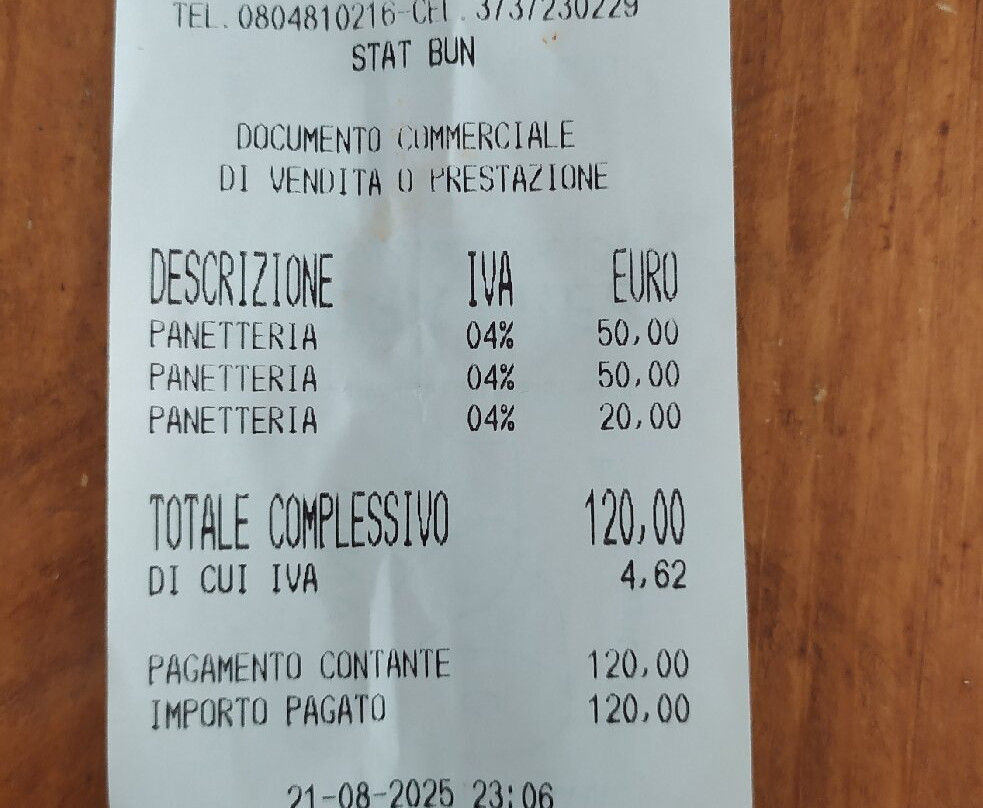 TEL. 0804810216-CEL. 3737230229
STAT BUN
DOCUMENTO COMMERCIALE
DI VENDITA O PRESTAZIONE
DESCRIZIONE IVA EURO
PANETTERIA 04% 50,00
PANETTERIA 04% 50,00
PANETTERIA 04% 20,00
TOTALE COMPLESSIVO 120,00
DI CUI IVA 4,62
PAGAMENTO CONTANTE 120,00
IMPORTO PAGATO 120,00
21-08-2025 23:06